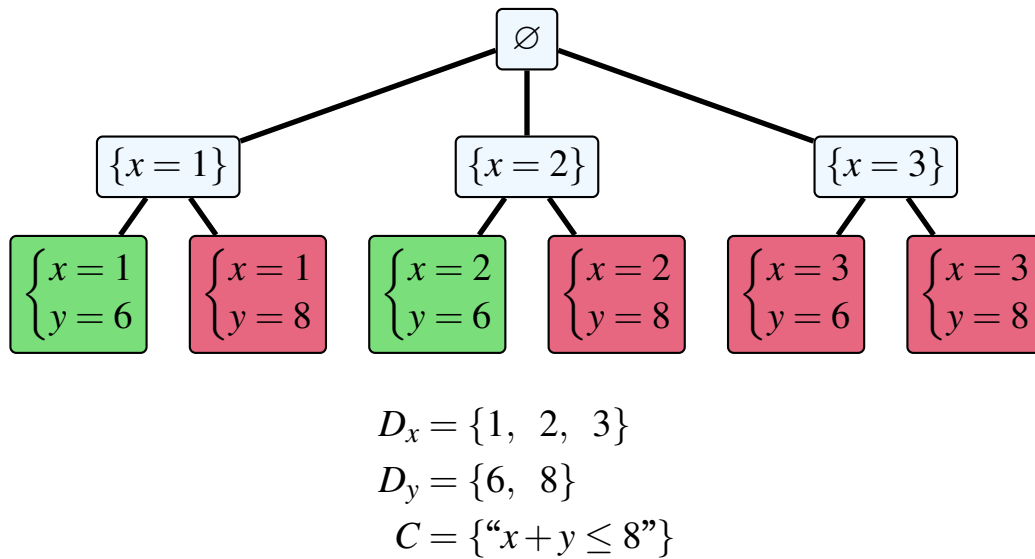 ∅
{x = 1} {x = 2} {x = 3}
{x = 1 {x = 1 {x = 2 {x = 2 {x = 3 {x = 3
y = 6 y = 8 y = 6 y = 8 y = 6 y = 8
D_x = {1, 2, 3}
D_y = {6, 8}
C = {“x + y ≤ 8”}